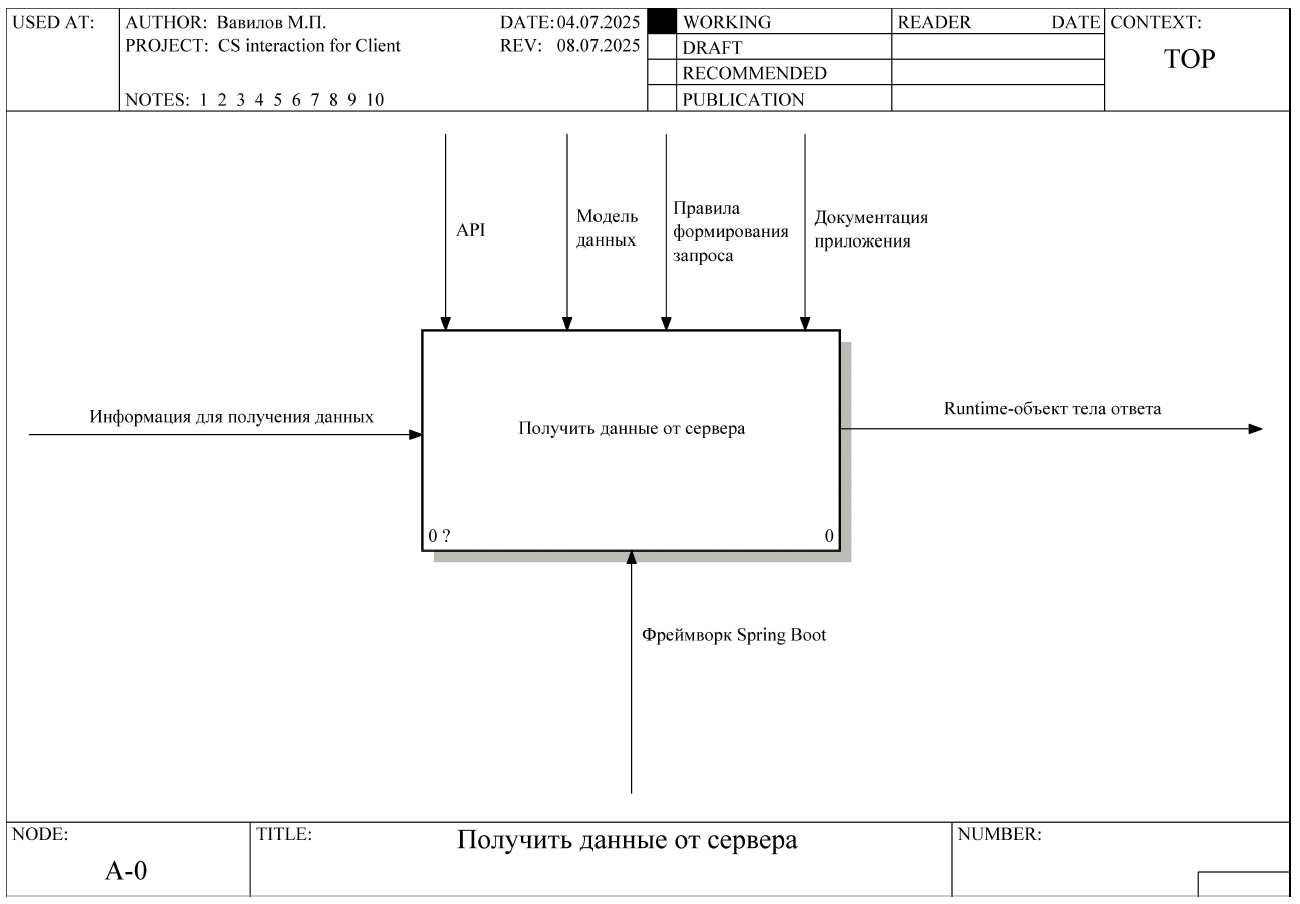 USED AT:
AUTHOR: Вавилов М.П.
DATE: 04.07.2025
PROJECT: CS interaction for Client
REV: 08.07.2025
NOTES: 1 2 3 4 5 6 7 8 9 10
WORKING
DRAFT
RECOMMENDED
PUBLICATION
READER DATE
CONTEXT:
TOP
API
Модель
данных
Правила
формирования
запроса
Документация
приложения
Информация для получения данных
Получить данные от сервера
0 ?
0
Runtime-объект тела ответа
Фреймворк Spring Boot
NODE:
A-0
TITLE:
Получить данные от сервера
NUMBER: